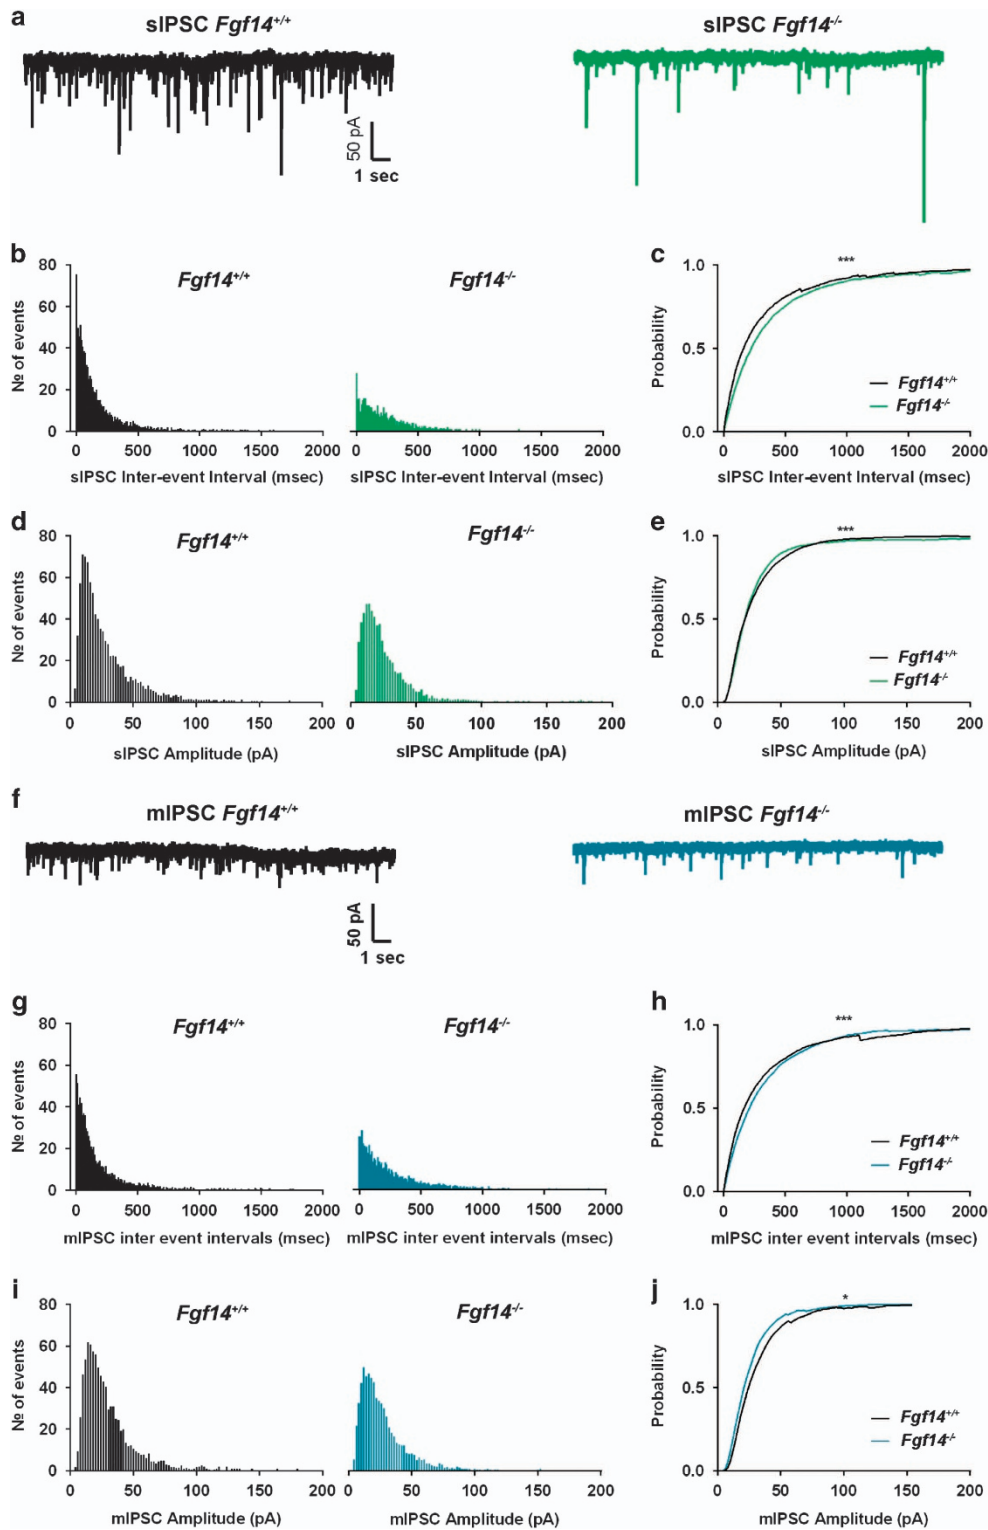 a
sIPSC Fgf14+/+
sIPSC Fgf14-/-
50 pA
1 sec
b
Fgf14+/+
Fgf14-/-
№ of events
80
60
40
20
0
0 500 1000 1500 2000
0 500 1000 1500 2000
sIPSC Inter-event Interval (msec)
sIPSC Inter-event Interval (msec)
c
***
Probability
1.0
0.5
0.0
Fgf14+/+
Fgf14-/-
0 500 1000 1500 2000
sIPSC Inter-event Interval (msec)
d
Fgf14+/+
Fgf14-/-
№ of events
80
60
40
20
0
0 50 100 150 200
0 50 100 150 200
sIPSC Amplitude (pA)
sIPSC Amplitude (pA)
e
***
Probability
1.0
0.5
0.0
Fgf14+/+
Fgf14-/-
0 50 100 150 200
sIPSC Amplitude (pA)
f
mIPSC Fgf14+/+
mIPSC Fgf14-/-
50 pA
1 sec
g
Fgf14+/+
Fgf14-/-
№ of events
80
60
40
20
0
0 500 1000 1500 2000
0 500 1000 1500 2000
mIPSC inter event intervals (msec)
mIPSC inter event intervals (msec)
h
***
Probability
1.0
0.5
0.0
Fgf14+/+
Fgf14-/-
0 500 1000 1500 2000
mIPSC inter event intervals (msec)
i
Fgf14+/+
Fgf14-/-
№ of events
80
60
40
20
0
0 50 100 150 200
0 50 100 150 200
mIPSC Amplitude (pA)
mIPSC Amplitude (pA)
j
*
Probability
1.0
0.5
0.0
Fgf14+/+
Fgf14-/-
0 50 100 150 200
mIPSC Amplitude (pA)